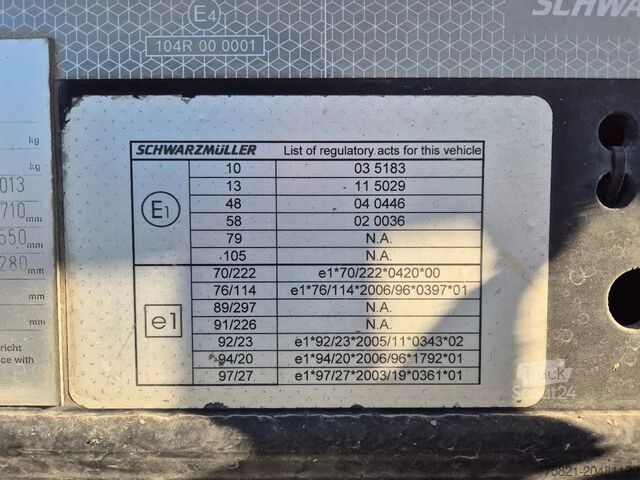 E4
104R 00 0001
SCHWARZMÜLLER List of regulatory acts for this vehicle
E1
10 03 5183
13 11 5029
48 04 0446
58 02 0036
79 N.A.
105 N.A.
e1
70/222 e1*70/222*0420*00
76/114 e1*76/114*2006/96*0397*01
89/297 N.A.
91/226 N.A.
92/23 e1*92/23*2005/11*0343*02
94/20 e1*94/20*2006/96*1792*01
97/27 e1*97/27*2003/19*0361*01
kg
kg
013
710 mm
550 mm
280 mm
richt
ce with
Truck
Scout24